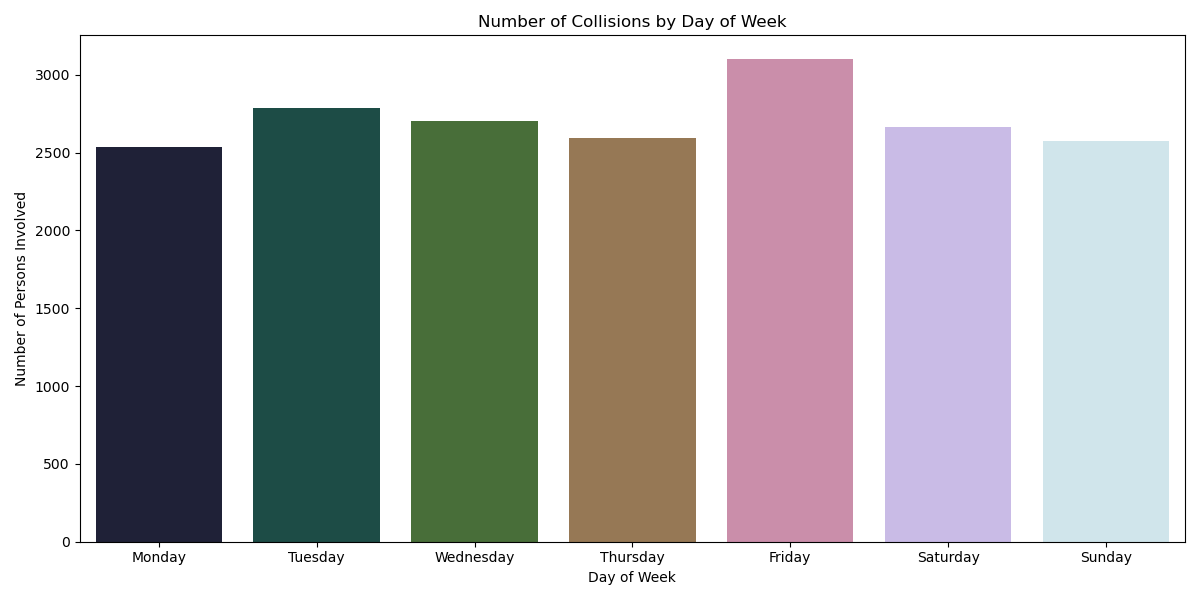 Number of Collisions by Day of Week
Number of Persons Involved
3000
2500
2000
1500
1000
500
0
Monday Tuesday Wednesday Thursday Friday Saturday Sunday
Day of Week